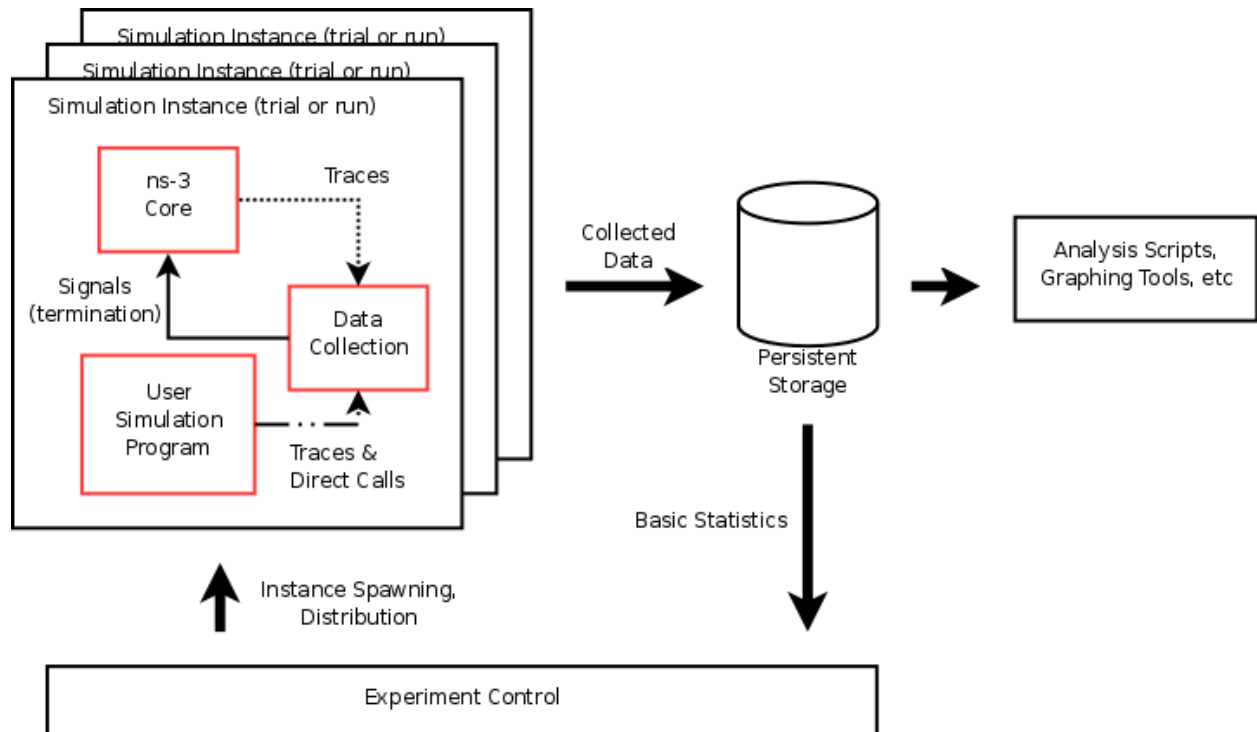 Simulation Instance (trial or run)
Simulation Instance (trial or run)
Simulation Instance (trial or run)
ns-3
Core
Traces
Signals
(termination)
Data
Collection
User
Simulation
Program
Traces &
Direct Calls
Collected
Data
Persistent
Storage
Analysis Scripts,
Graphing Tools, etc
Basic Statistics
Instance Spawning,
Distribution
Experiment Control